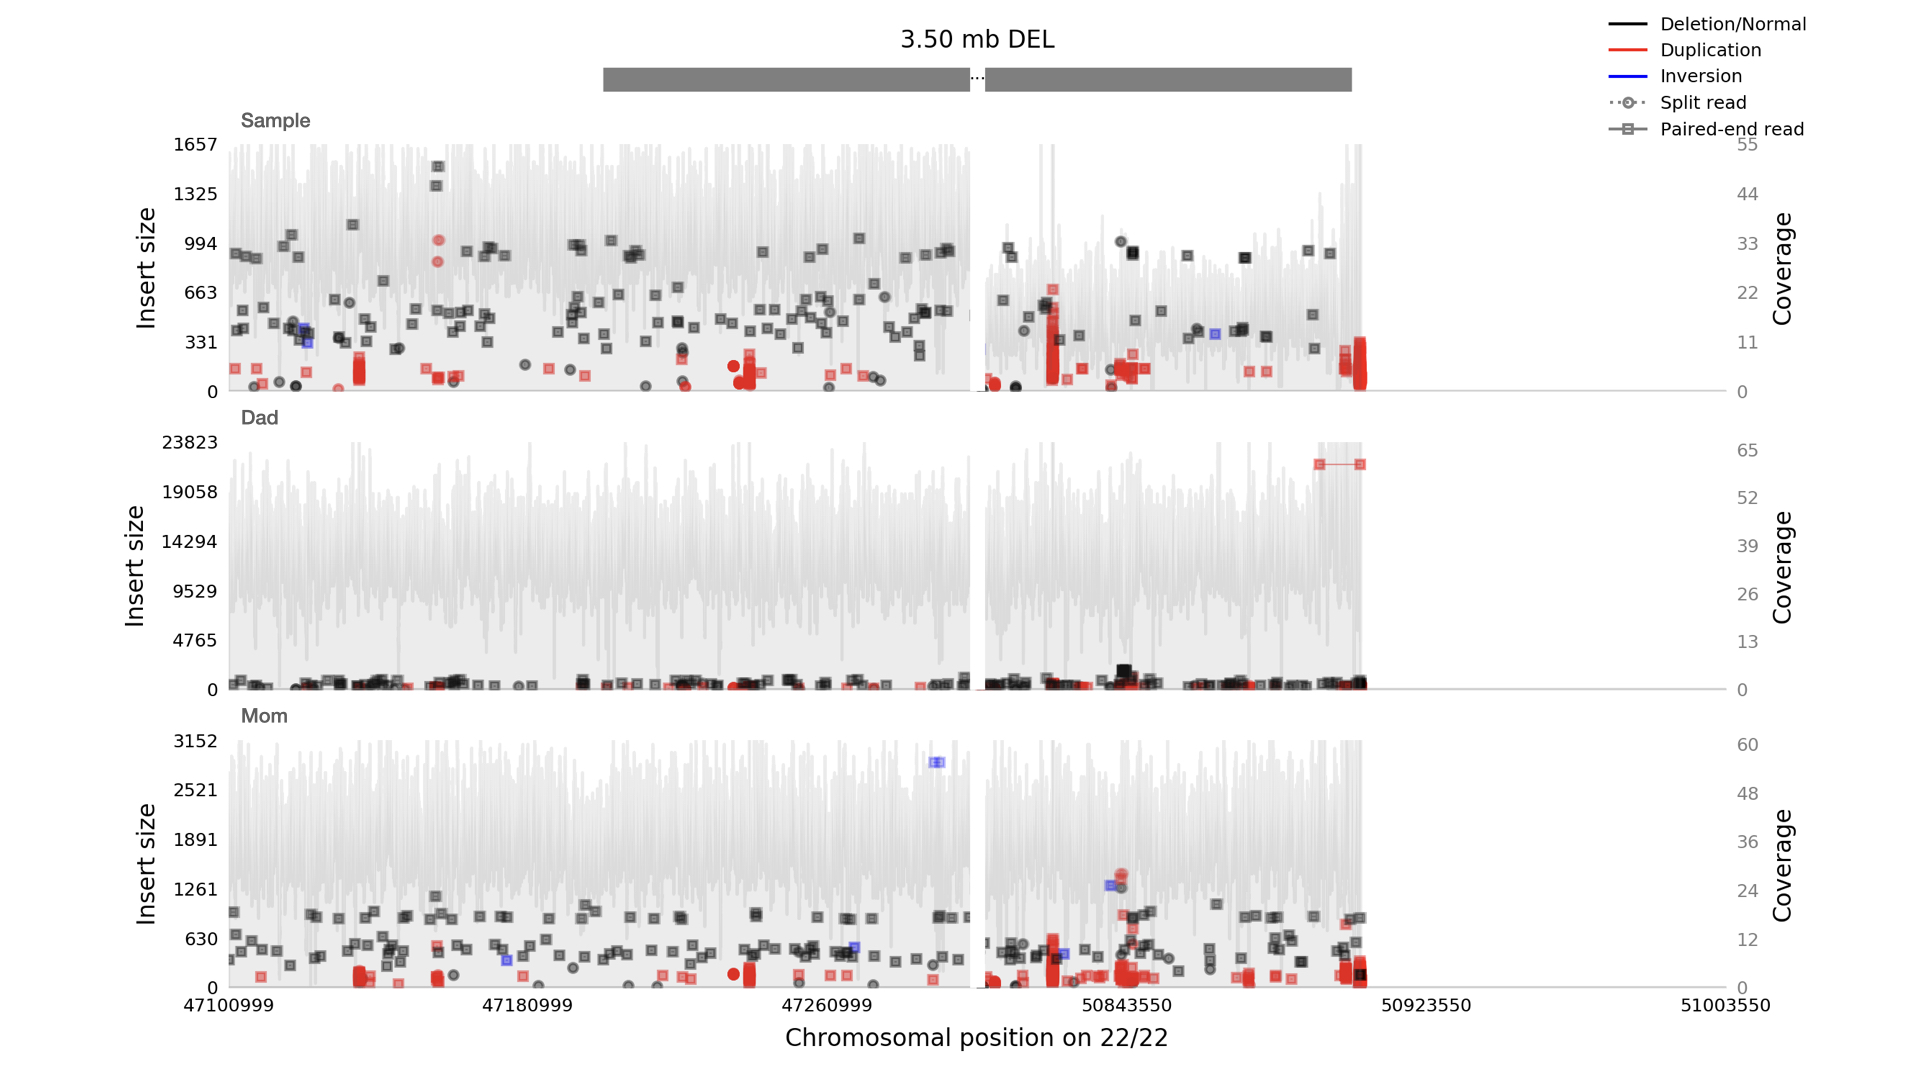 3.50 mb DEL
...
Deletion/Normal
Duplication
Inversion
Split read
Paired-end read
Sample
1657
1325
994
663
331
0
Insert size
55
44
33
22
11
0
Coverage
Dad
23823
19058
14294
9529
4765
0
Insert size
65
52
39
26
13
0
Coverage
Mom
3152
2521
1891
1261
630
0
Insert size
60
48
36
24
12
0
Coverage
47100999 47180999 47260999 50843550 50923550 51003550
Chromosomal position on 22/22